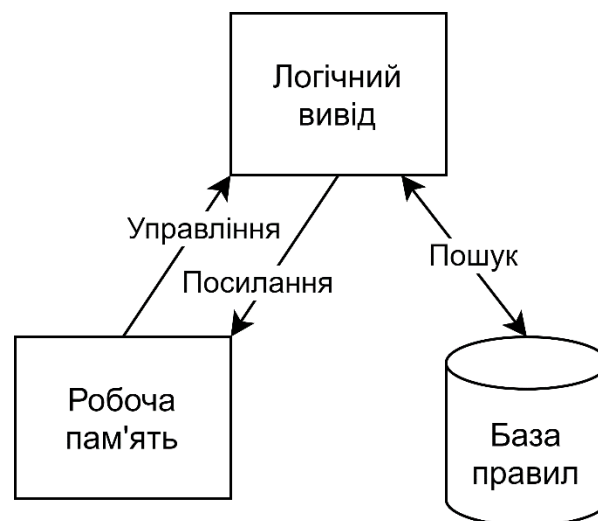 Логічний
вивід
Управління
Пошук
Посилання
Робоча
пам'ять
База
правил